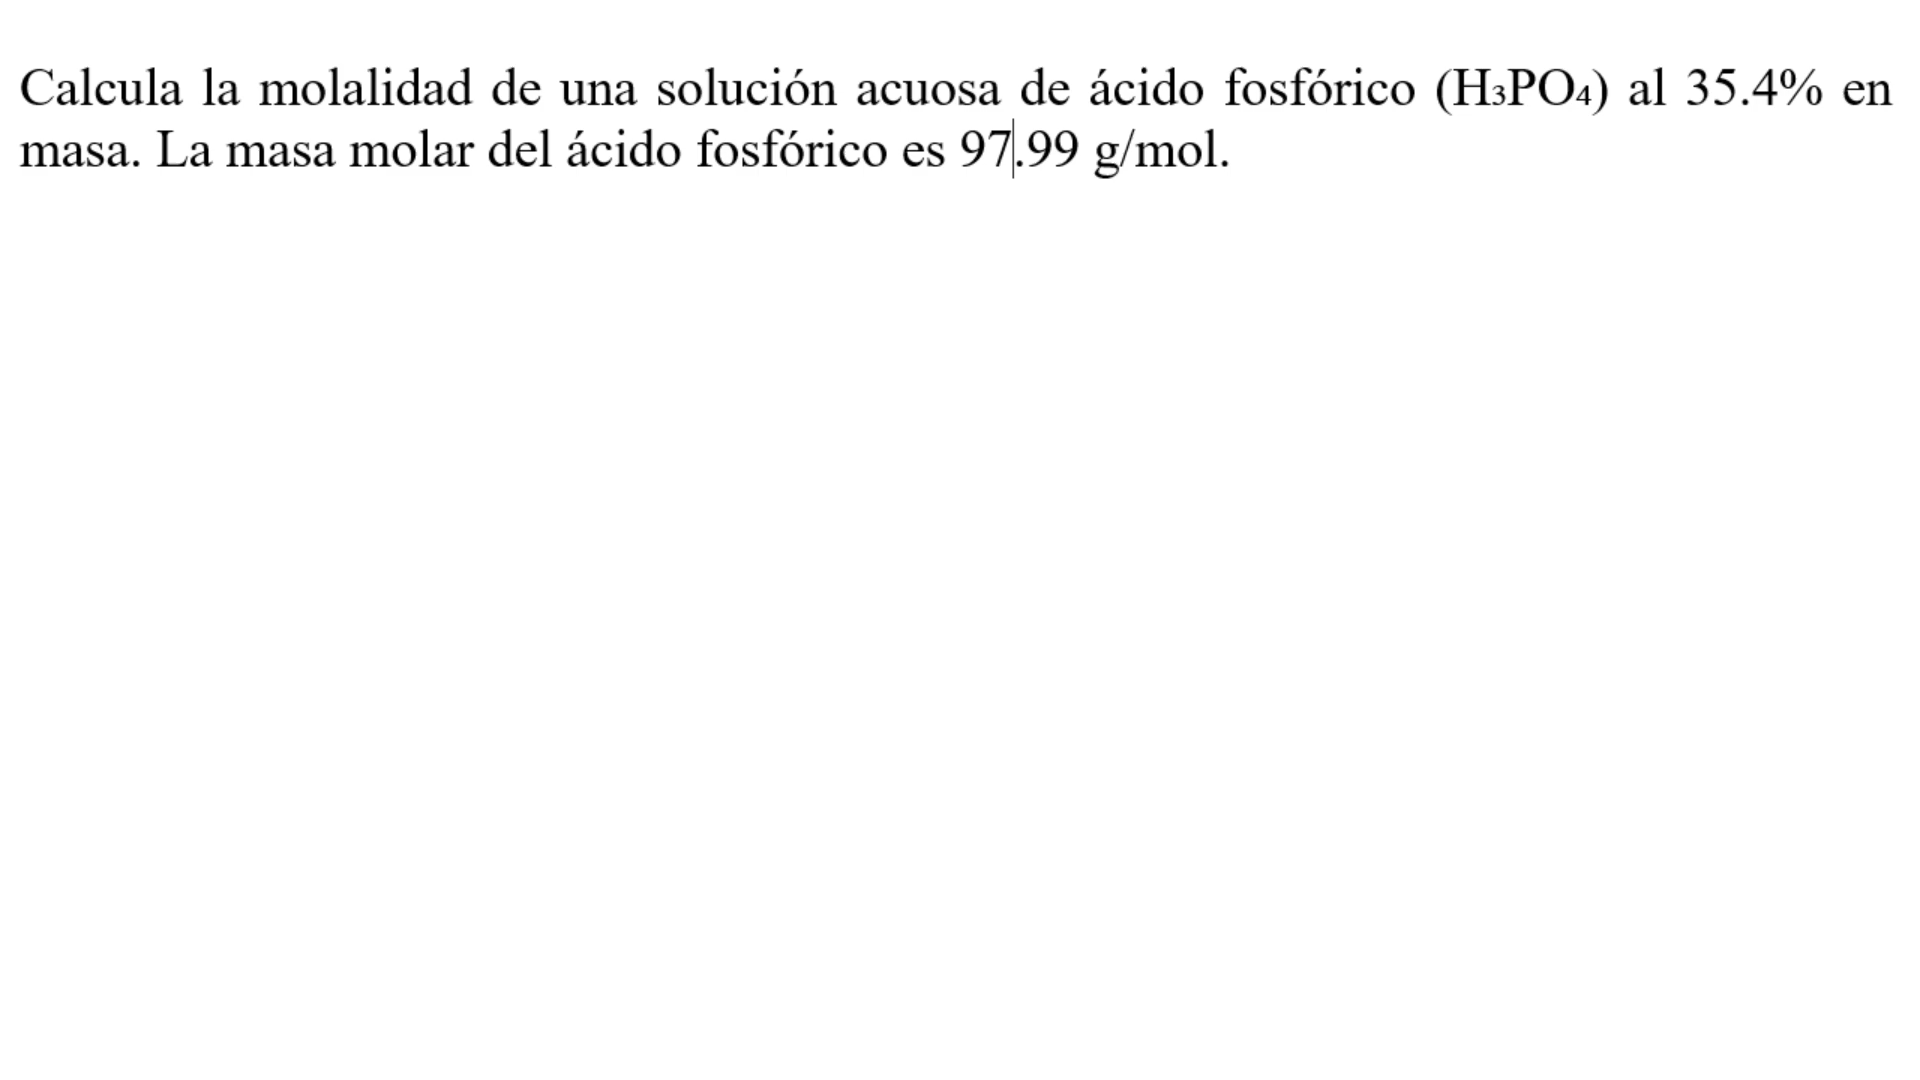 Calcula la molalidad de una solución acuosa de ácido fosfórico (H₃PO₄) al 35.4% en
masa. La masa molar del ácido fosfórico es 97.99 g/mol.